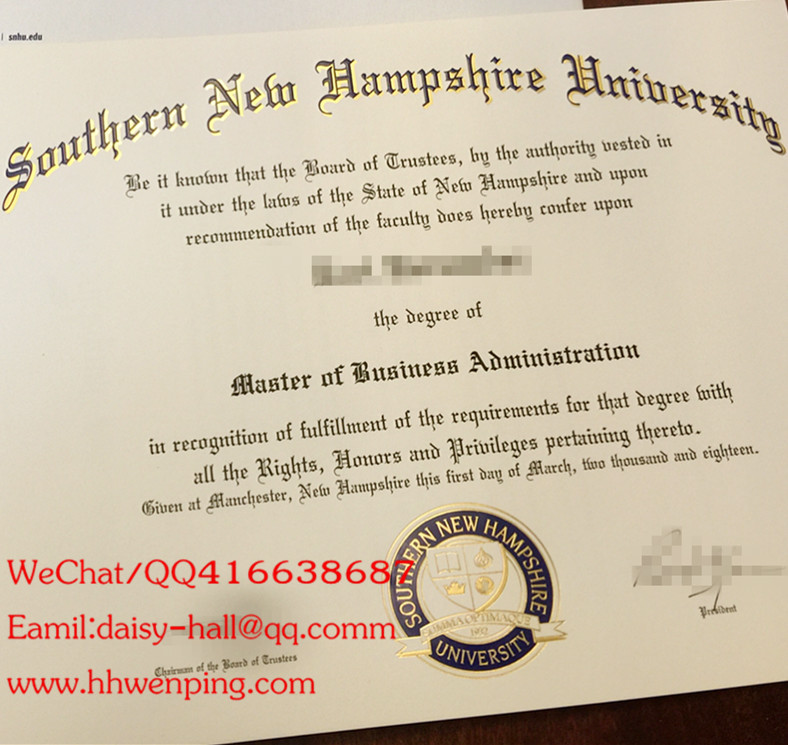 | snhu.edu
Southern New Hampshire University
Be it known that the Board of Trustees, by the authority vested in
it under the laws of the State of New Hampshire and upon
recommendation of the faculty does hereby confer upon
the degree of
Master of Business Administration
in recognition of fulfillment of the requirements for that degree with
all the Rights, Honors and Privileges pertaining thereto.
Given at Manchester, New Hampshire this first day of March, two thousand and eighteen.
SOUTHERN NEW HAMPSHIRE
UNIVERSITY
1932
WeChat/QQ416638687
Eamil:daisy-hall@qq.comm
President
Chairman of the Board of Trustees
www.hhwenping.com